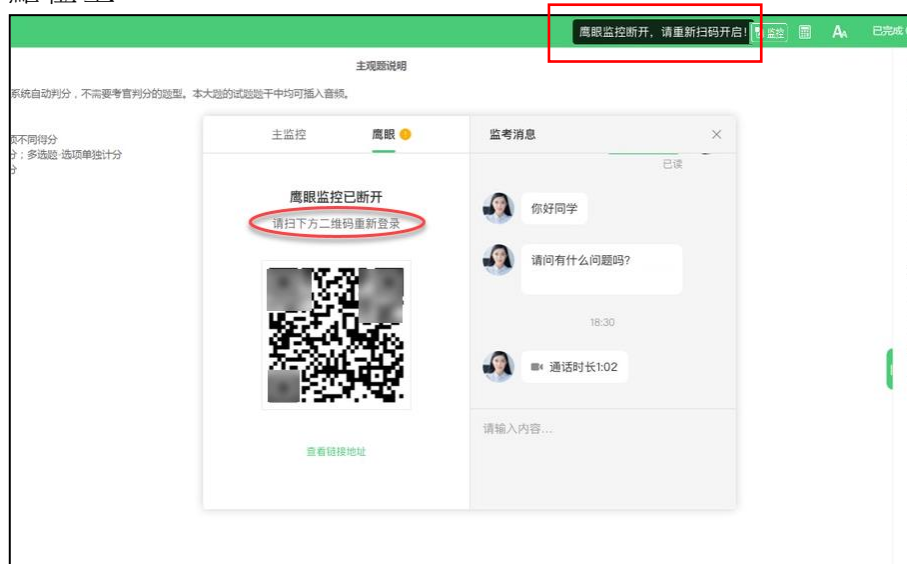 鹰眼监控断开，请重新扫码开启!
监控
已完成
主观题说明
系统自动判分，不需要考官判分的题型。本大题的试题题干中均可插入音频。
项不同得分
分；多选题-选项单独计分
分
主监控
鹰眼
监考消息
已读
鹰眼监控已断开
请扫下方二维码重新登录
你好同学
请问有什么问题吗?
18:30
通话时长1:02
请输入内容...
查看链接地址